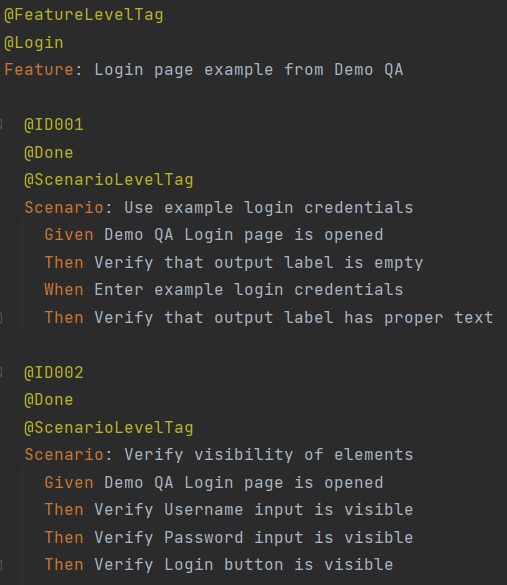 @FeatureLevelTag
@Login
Feature: Login page example from Demo QA
@ID001
@Done
@ScenarioLevelTag
Scenario: Use example login credentials
Given Demo QA Login page is opened
Then Verify that output label is empty
When Enter example login credentials
Then Verify that output label has proper text
@ID002
@Done
@ScenarioLevelTag
Scenario: Verify visibility of elements
Given Demo QA Login page is opened
Then Verify Username input is visible
Then Verify Password input is visible
Then Verify Login button is visible